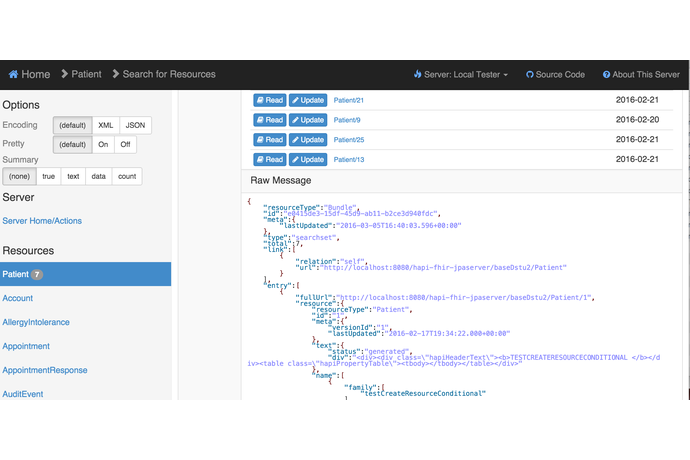 Home Patient Search for Resources Server: Local Tester Source Code About This Server
Options
Encoding (default) XML JSON
Pretty (default) On Off
Summary
(none) true text data count
Server
Server Home/Actions
Resources
Patient 7
Account
AllergyIntolerance
Appointment
AppointmentResponse
AuditEvent
Read Update Patient/21 2016-02-21
Read Update Patient/9 2016-02-20
Read Update Patient/25 2016-02-21
Read Update Patient/13 2016-02-21
Raw Message
{
"resourceType":"Bundle",
"id":"e0415de3-15df-45d9-ab11-b2ce3d940fdc",
"meta":{
"lastUpdated":"2016-03-05T16:40:03.596+00:00"
},
"type":"searchset",
"total":7,
"link":[
{
"relation":"self",
"url":"http://localhost:8080/hapi-fhir-jpaserver/baseDstu2/Patient"
}
],
"entry":[
{
"fullUrl":"http://localhost:8080/hapi-fhir-jpaserver/baseDstu2/Patient/1",
"resource":{
"resourceType":"Patient",
"id":"1",
"meta":{
"versionId":"1",
"lastUpdated":"2016-02-17T19:34:22.000+00:00"
},
"text":{
"status":"generated",
"div":"<div><div class=\"hapiHeaderText\"><b>TESTCREATERESOURCECONDITIONAL </b></d
iv><table class=\"hapiPropertyTable\"><tbody></tbody></table></div>"
},
"name":[
{
"family":[
"testCreateResourceConditional"
]